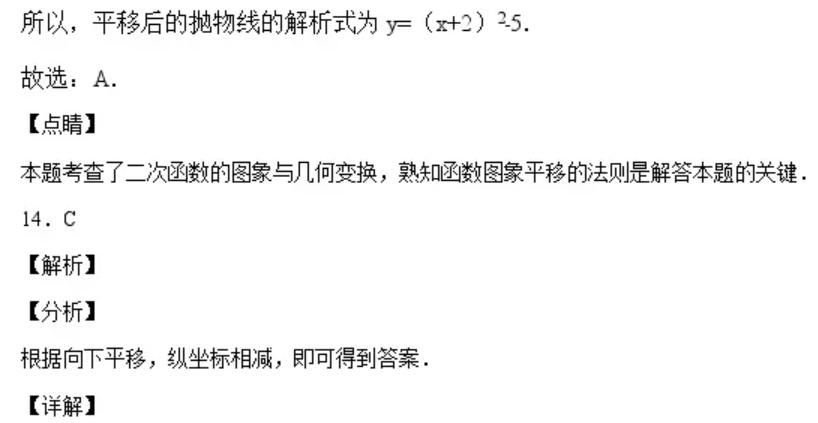 所以，平移后的抛物线的解析式为 y=（x+2）²-5．
故选：A．
【点睛】
本题考查了二次函数的图象与几何变换，熟知函数图象平移的法则是解答本题的关键．
14．C
【解析】
【分析】
根据向下平移，纵坐标相减，即可得到答案．
【详解】